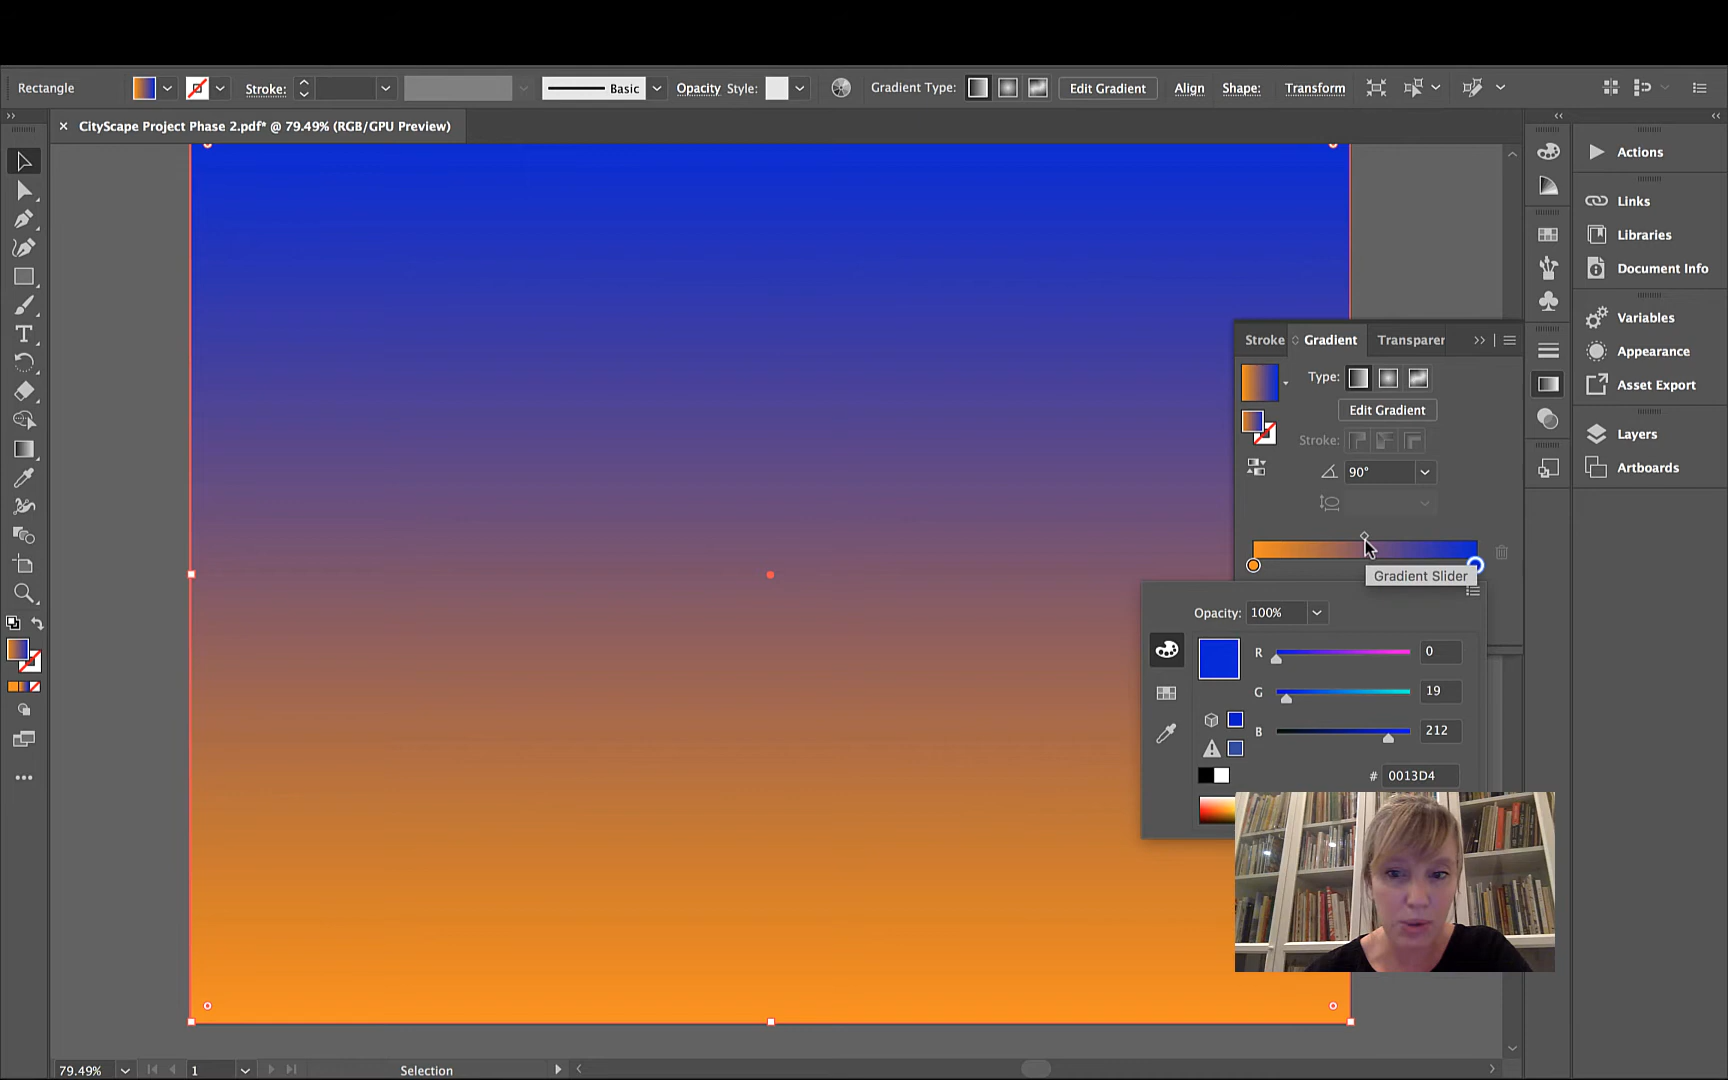 Rectangle
Stroke:
Basic
Opacity
Style:
Gradient Type:
Edit Gradient
Align
Shape:
Transform
CityScape Project Phase 2.pdf* @ 79.49% (RGB/GPU Preview)
Actions
Links
Libraries
Document Info
Variables
Appearance
Asset Export
Layers
Artboards
Stroke
Gradient
Transparer
Type:
Edit Gradient
Stroke:
90°
Gradient Slider
Opacity: 100%
R 0
G 19
B 212
# 0013D4
79.49%
1
Selection